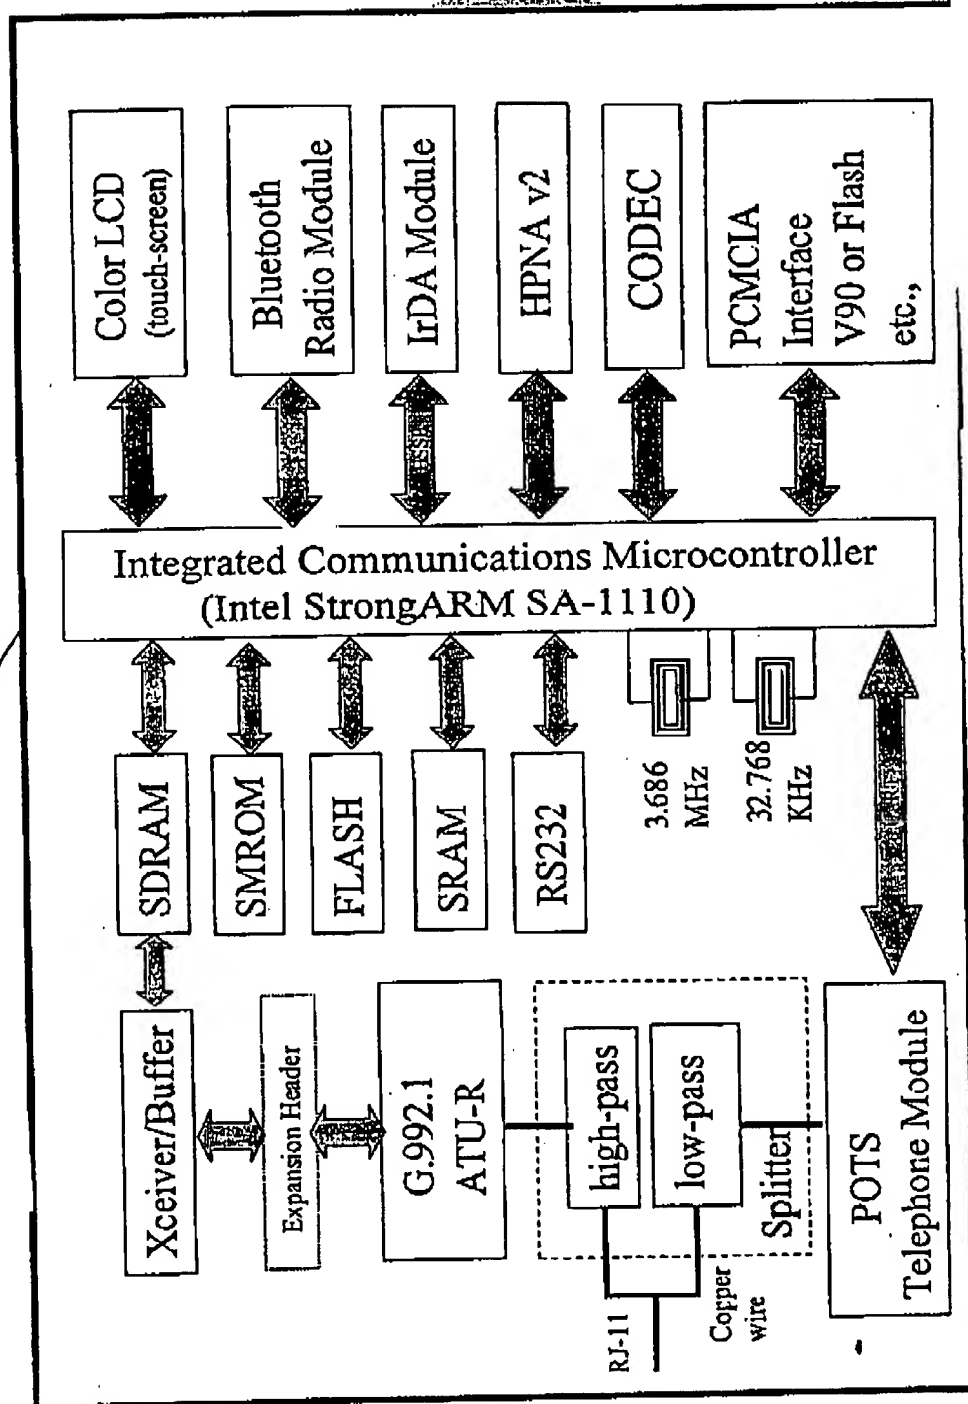 Xceiver/Buffer
Expansion Header
G.992.1
ATU-R
RJ-11
high-pass
low-pass
Splitter
Copper
wire
POTS
Telephone Module
SDRAM
SMROM
FLASH
SRAM
RS232
3.686
MHz
32.768
KHz
Integrated Communications Microcontroller
(Intel StrongARM SA-1110)
Color LCD
(touch-screen)
Bluetooth
Radio Module
IrDA Module
HPNA v2
CODEC
PCMCIA
Interface
V90 or Flash
etc.,